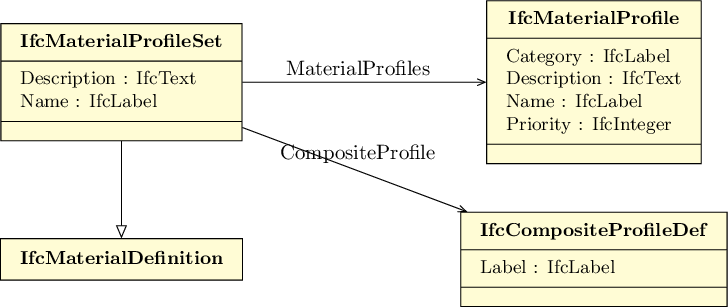 IfcMaterialProfileSet
Description : IfcText
Name : IfcLabel
MaterialProfiles
IfcMaterialProfile
Category : IfcLabel
Description : IfcText
Name : IfcLabel
Priority : IfcInteger
CompositeProfile
IfcMaterialDefinition
IfcCompositeProfileDef
Label : IfcLabel